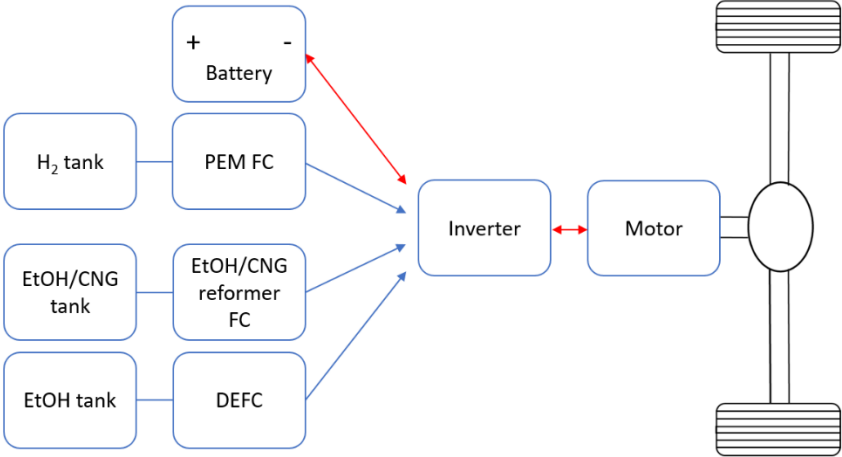 + -
Battery
H₂ tank
PEM FC
Inverter
Motor
EtOH/CNG
tank
EtOH/CNG
reformer
FC
EtOH tank
DEFC